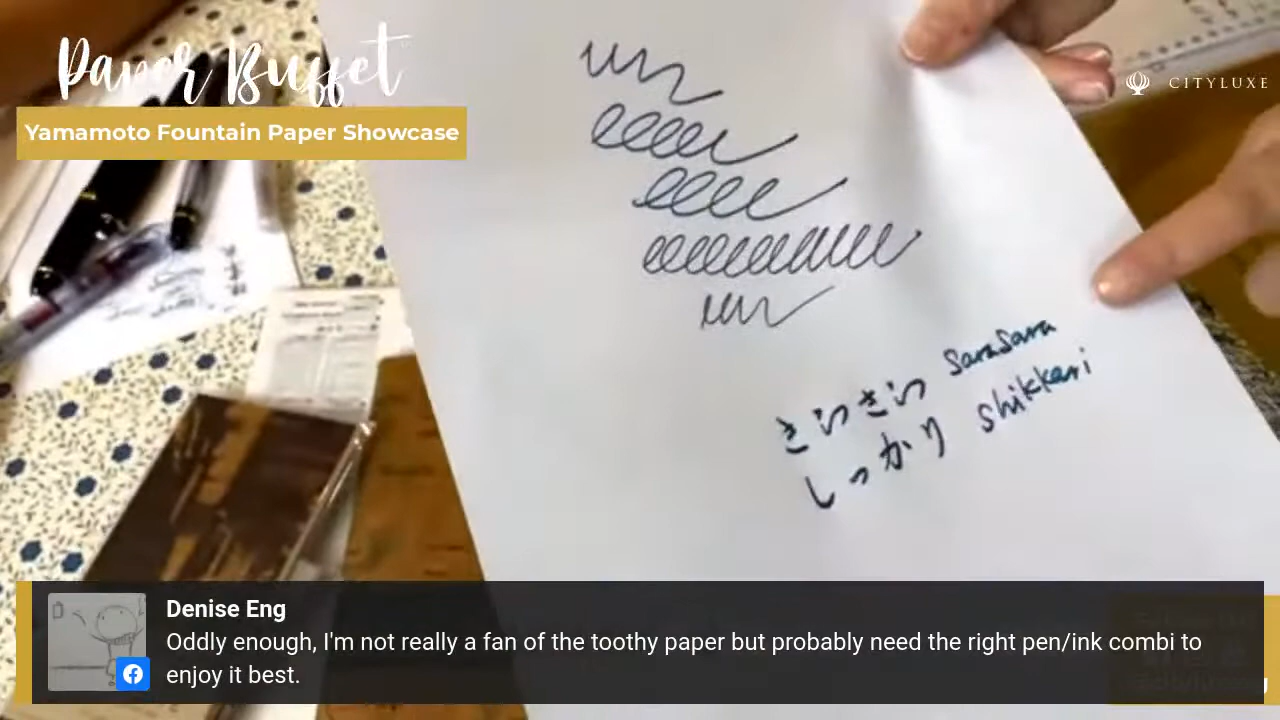 Paper Buffet
Yamamoto Fountain Paper Showcase
CITYLUXE
さらさら sarasara
しっかり shikkari
Denise Eng
Oddly enough, I'm not really a fan of the toothy paper but probably need the right pen/ink combi to
enjoy it best.